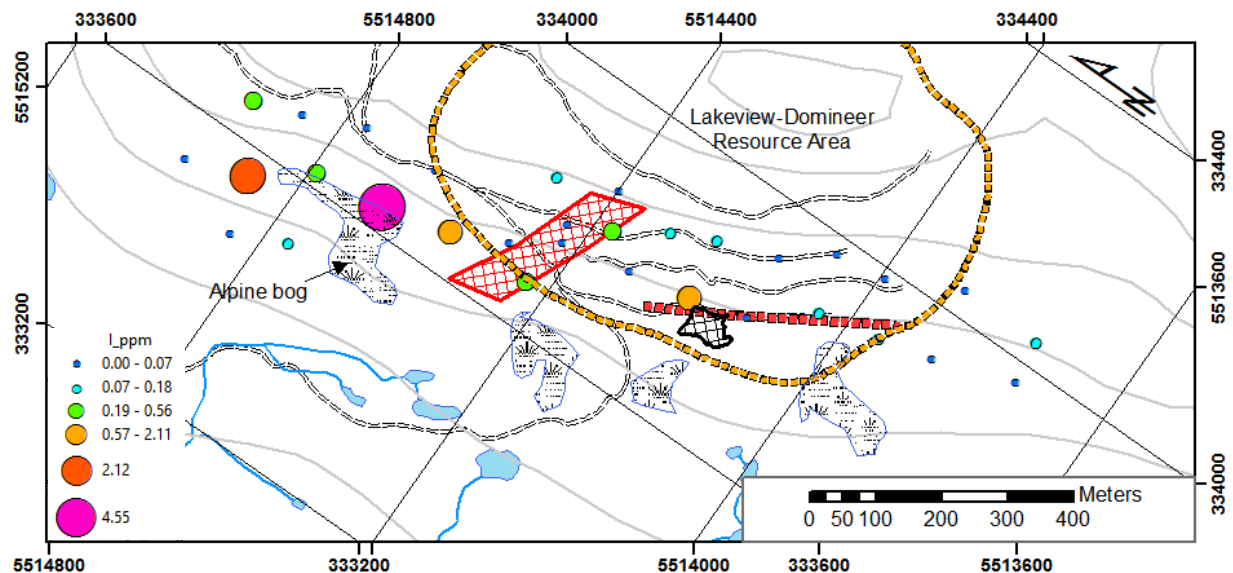 333600
5514800
334000
5514400
334400
5515200
Lakeview-Domineer
Resource Area
N
334400
Alpine bog
5513600
333200
I_ppm
0.00 - 0.07
0.07 - 0.18
0.19 - 0.56
0.57 - 2.11
2.12
4.55
334000
Meters
0 50 100 200 300 400
5514800
333200
5514000
333600
5513600